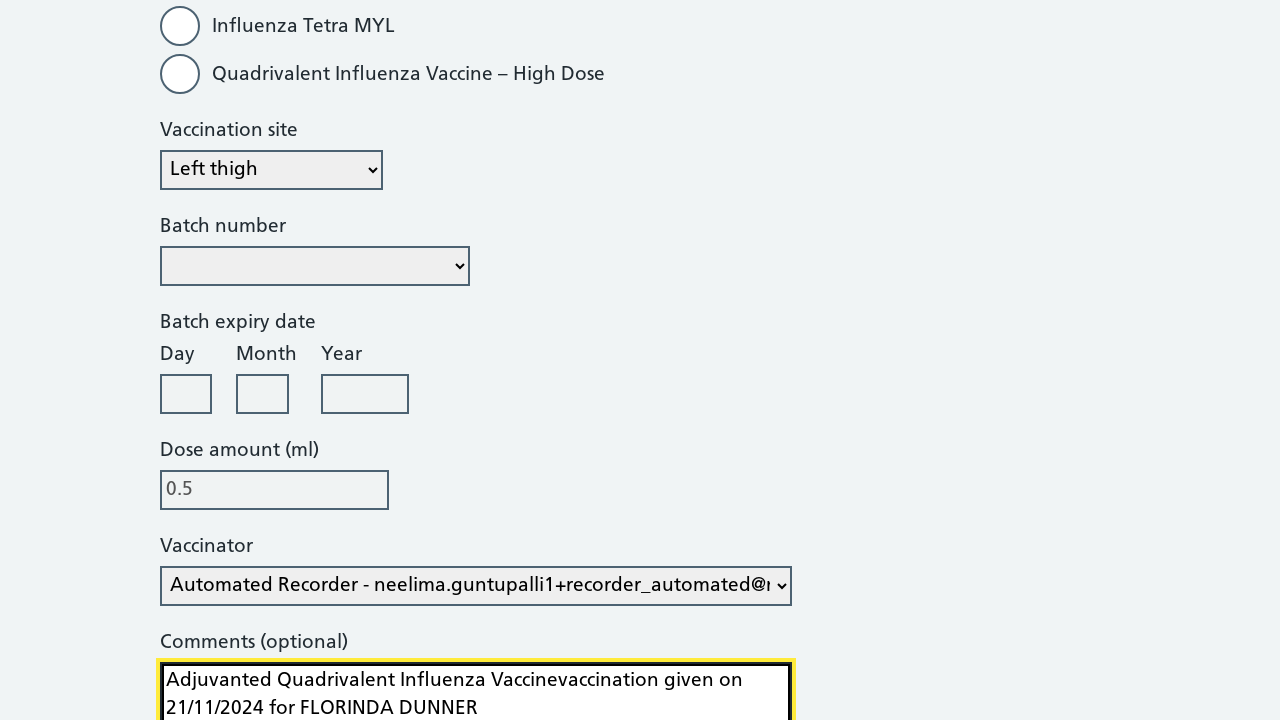 Influenza Tetra MYL
Quadrivalent Influenza Vaccine – High Dose
Vaccination site
Left thigh
Batch number
Batch expiry date
Day Month Year
Dose amount (ml)
0.5
Vaccinator
Automated Recorder - neelima.guntupalli1+recorder_automated@
Comments (optional)
Adjuvanted Quadrivalent Influenza Vaccinevaccination given on
21/11/2024 for FLORINDA DUNNER